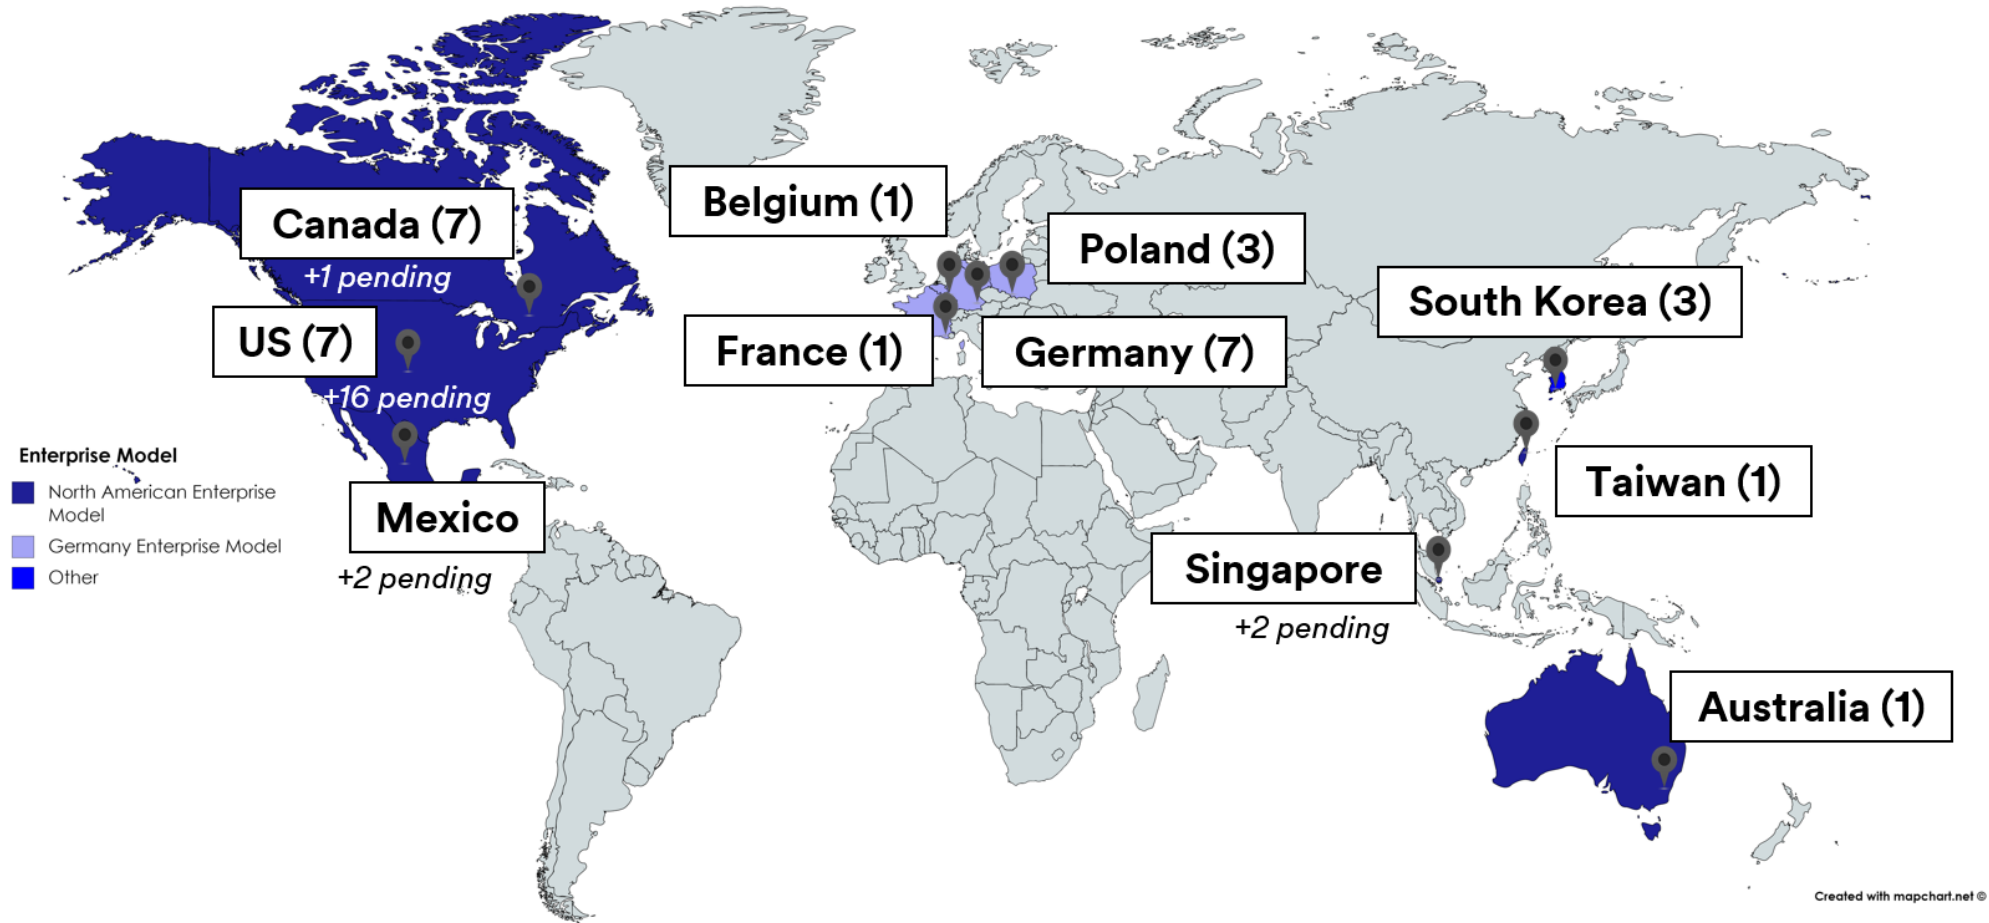 Canada (7)
+1 pending
US (7)
+16 pending
Mexico
+2 pending
Belgium (1)
Poland (3)
France (1)
Germany (7)
South Korea (3)
Taiwan (1)
Singapore
+2 pending
Australia (1)
Enterprise Model
North American Enterprise
Model
Germany Enterprise Model
Other
Created with mapchart.net ©